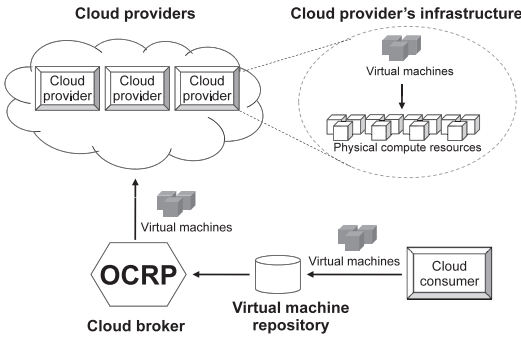 Cloud providers
Cloud provider's infrastructure
Cloud
provider
Cloud
provider
Cloud
provider
Virtual machines
Physical compute resources
Virtual machines
OCRP
Cloud broker
Virtual machine
repository
Virtual machines
Cloud
consumer